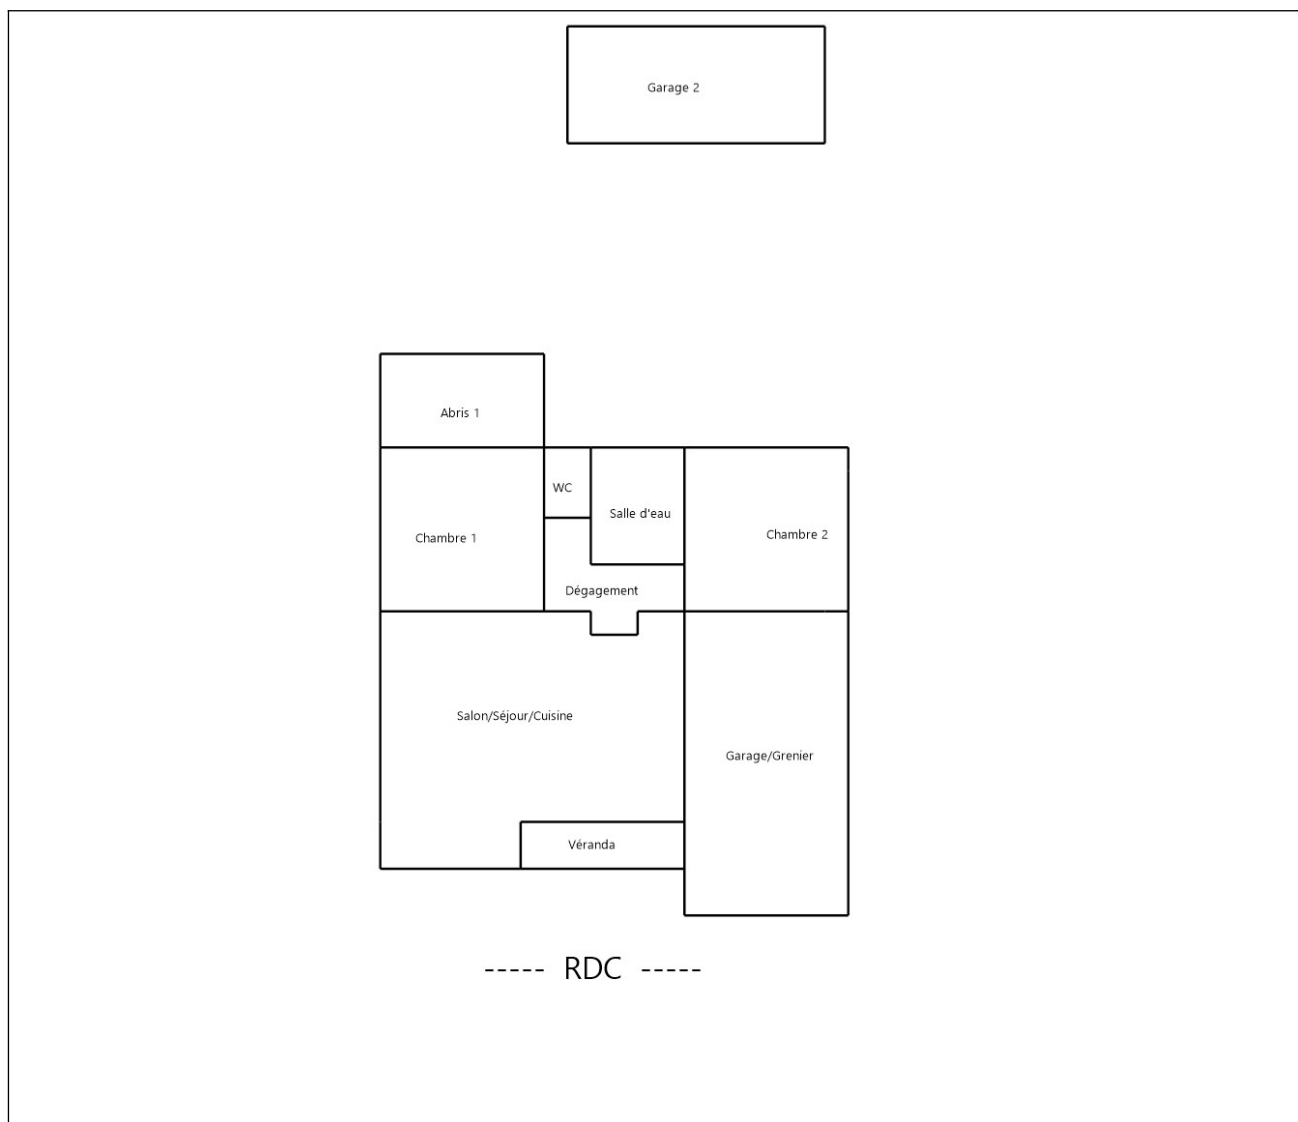 Garage 2
Abris 1
WC
Salle d'eau
Chambre 1
Chambre 2
Dégagement
Salon/Séjour/Cuisine
Garage/Grenier
Véranda
----- RDC -----